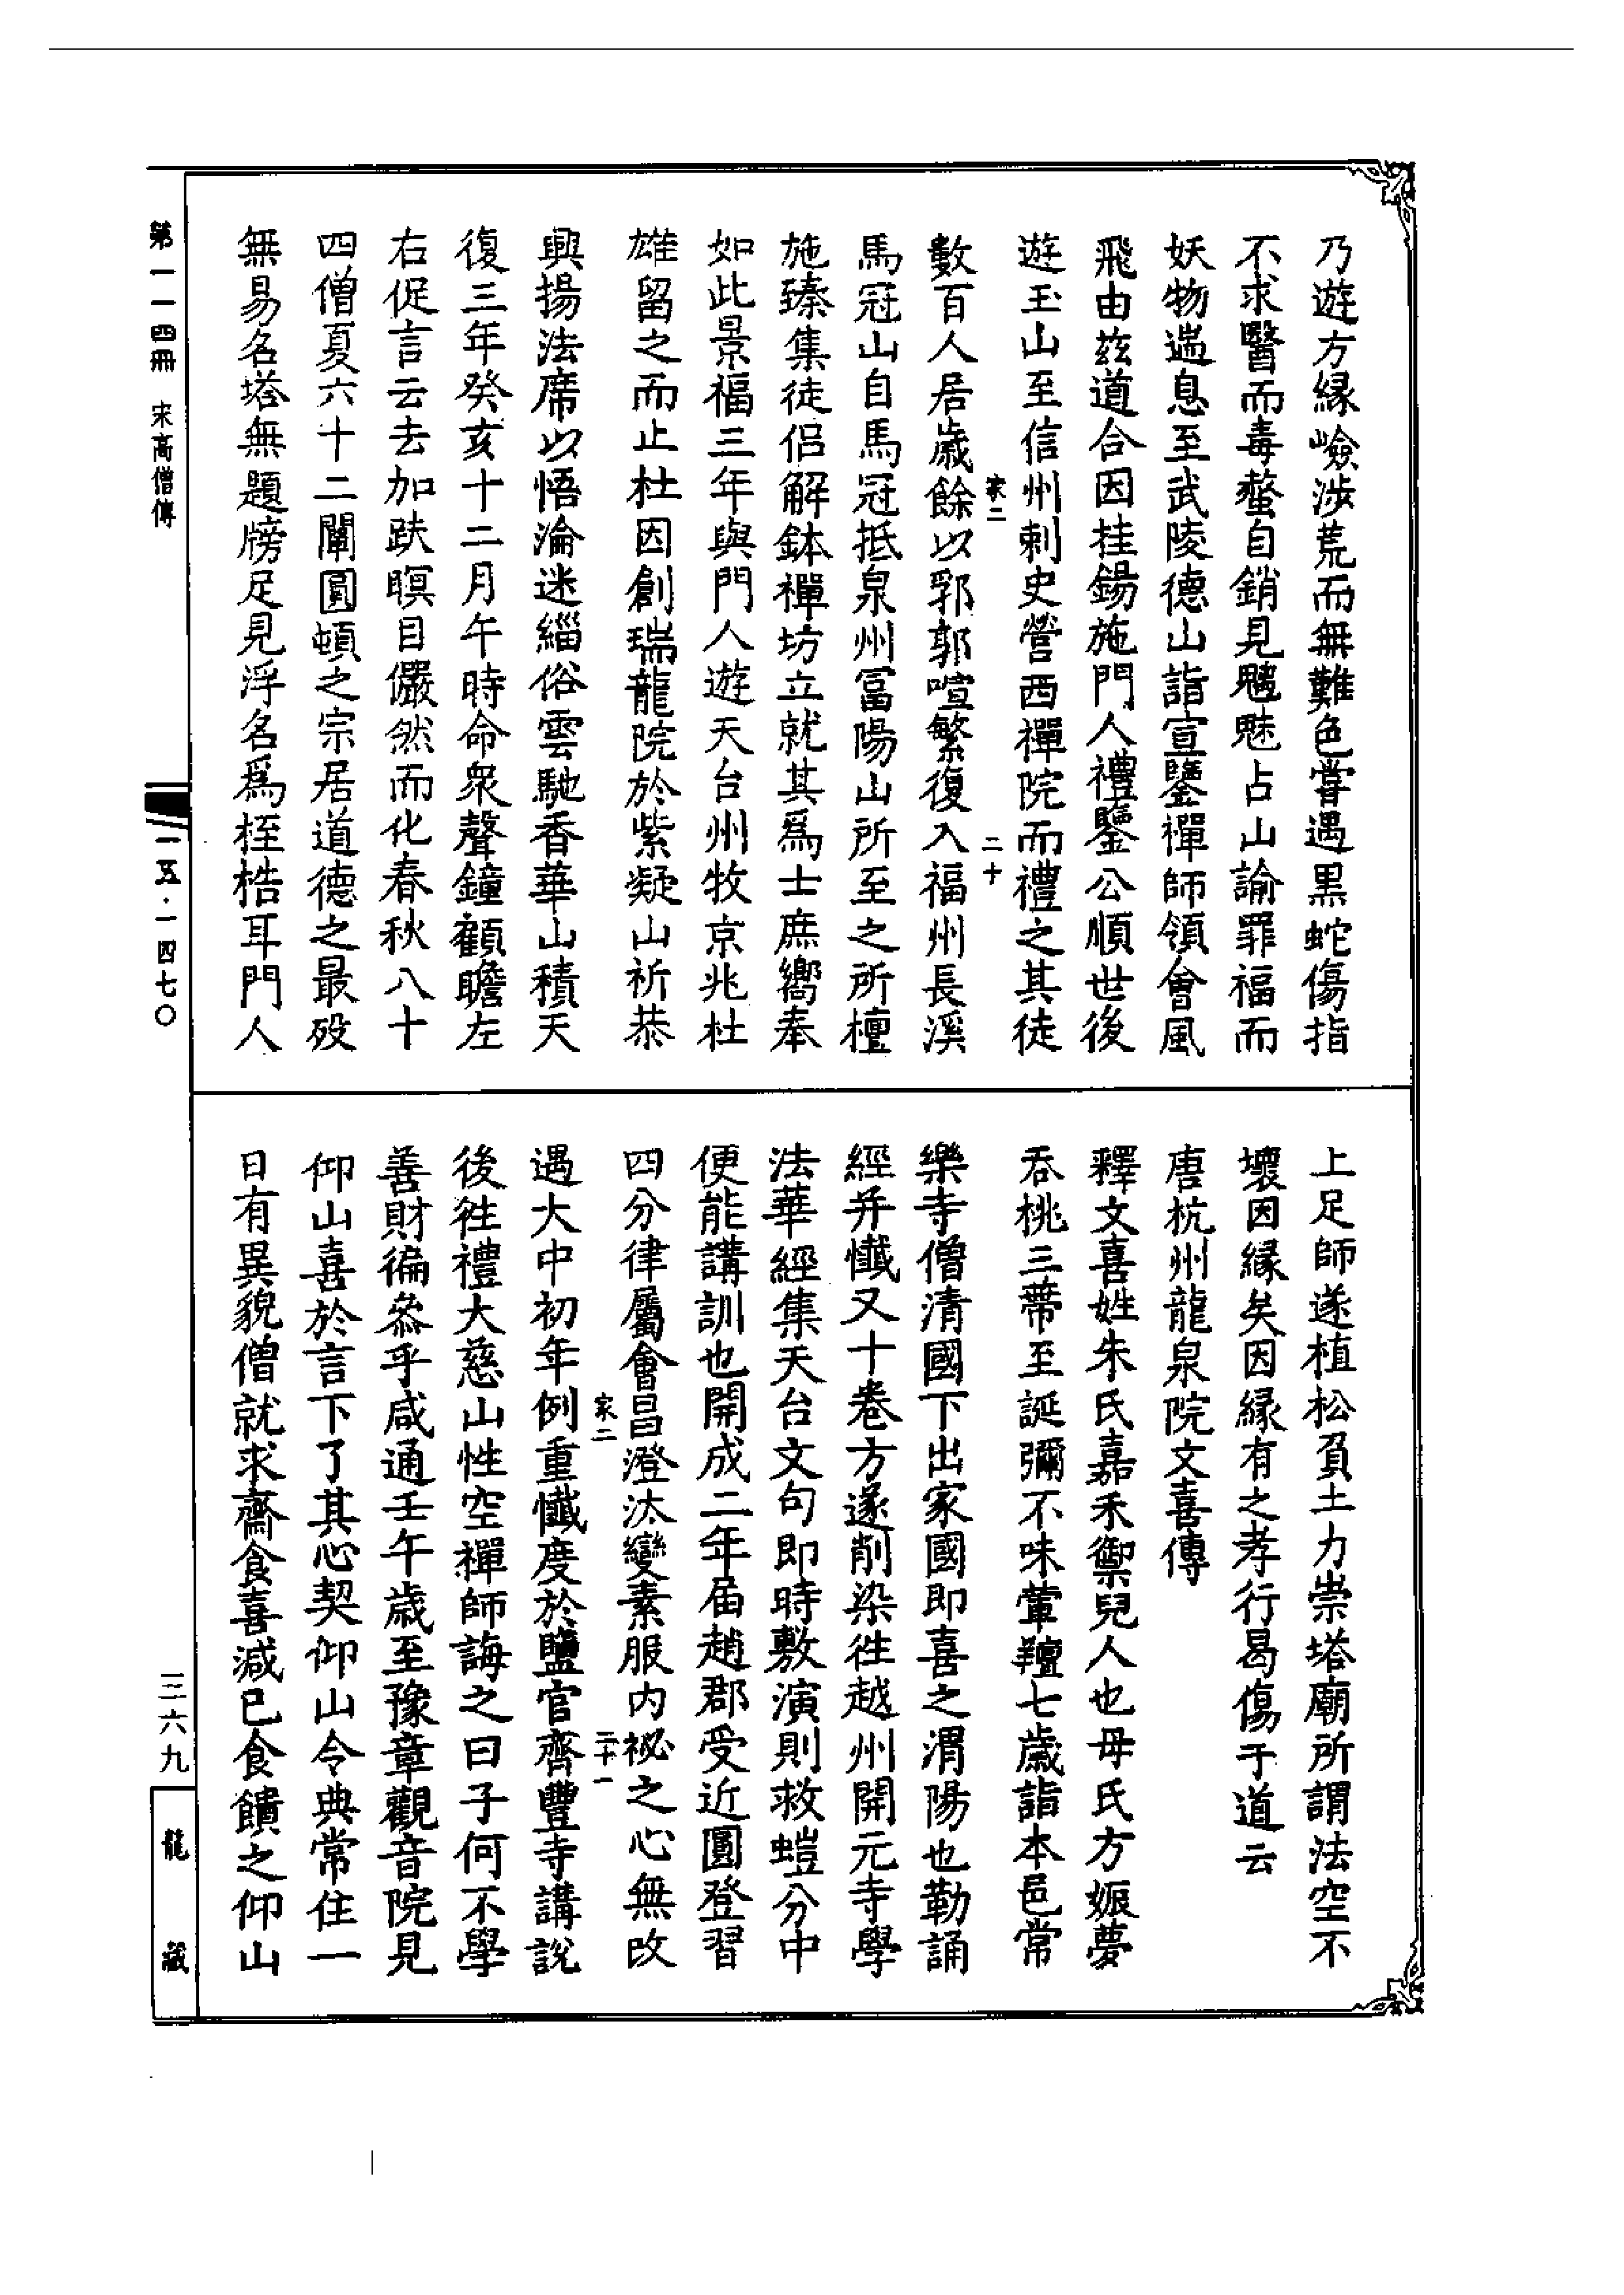 乃遊方緣嶮涉荒而無難色嘗遇黑蛇傷指
不求醫而毒螫自銷見魑魅占山諭罪福而
妖物遄息至武陵德山詣宣鑒禪師領會風
飛由茲道合因挂錫施門人禮鑒公順世後
遊玉山至信州刺史營西禪院而禮之其徒
家二 二十
數百人居歲餘以郛郭喧繁復入福州長溪
馬冠山自馬冠抵泉州富陽山所至之所檀
施臻集徒侶解鉢禪坊立就其爲士庶嚮奉
如此景福三年與門人遊天台州牧京兆杜
雄留之而止杜因創瑞龍院於紫凝山祈恭
興揚法席以悟淪迷緇俗雲馳香華山積天
復三年癸亥十二月午時命衆聲鐘顧瞻左
右促言云去加趺暝目儼然而化春秋八十
四僧夏六十二闡圓頓之宗居道德之最殁
無易名塔無題牓足見浮名爲桎梏耳門人
上足師遂植松負土力崇塔廟所謂法空不
壞因緣矣因緣有之孝行曷傷于道云
唐杭州龍泉院文喜傳
釋文喜姓朱氏嘉禾禦兒人也母氏方娠夢
吞桃三蔕至誕彌不味葷羶七歲詣本邑常
樂寺僧清國下出家國即喜之渭陽也勤誦
經并懺又十卷方遂削染往越州開元寺學
法華經集天台文句即時敷演則救螘分中
便能講訓也開成二年届趙郡受近圓登習
四分律屬會昌澄汰變素服内祕之心無改
家二 二十一
遇大中初年例重懺度於鹽官齊豐寺講說
後往禮大慈山性空禪師誨之曰子何不學
善財徧叅乎咸通壬午歲至豫章觀音院見
仰山喜於言下了其心契仰山令典常住一
日有異貌僧就求齋食喜減已食饋之仰山
第一一四冊 宋高僧傳
一五·一四七〇
三六九
龍藏